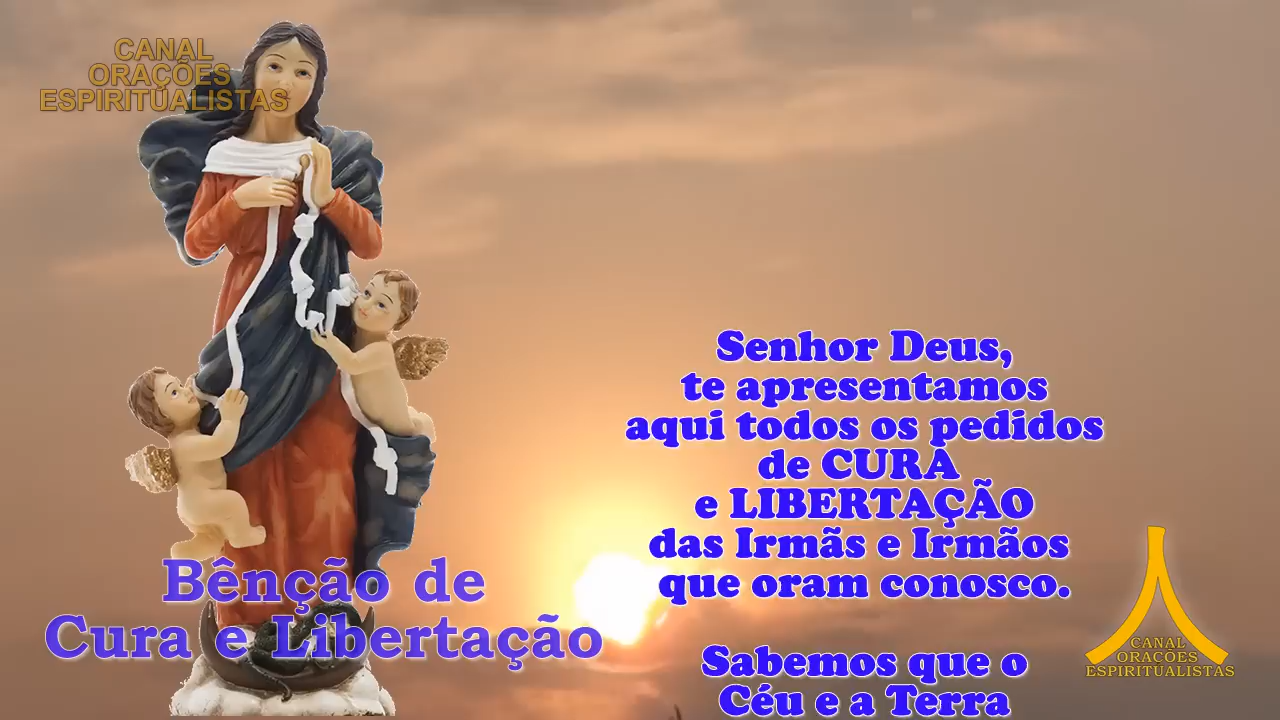 CANAL
ORAÇÕES
ESPIRITUALISTAS
Senhor Deus,
te apresentamos
aqui todos os pedidos
de CURA
e LIBERTAÇÃO
das Irmãs e Irmãos
que oram conosco.
Sabemos que o
Céu e a Terra
Bênção de
Cura e Libertação
CANAL
ORAÇÕES
ESPIRITUALISTAS